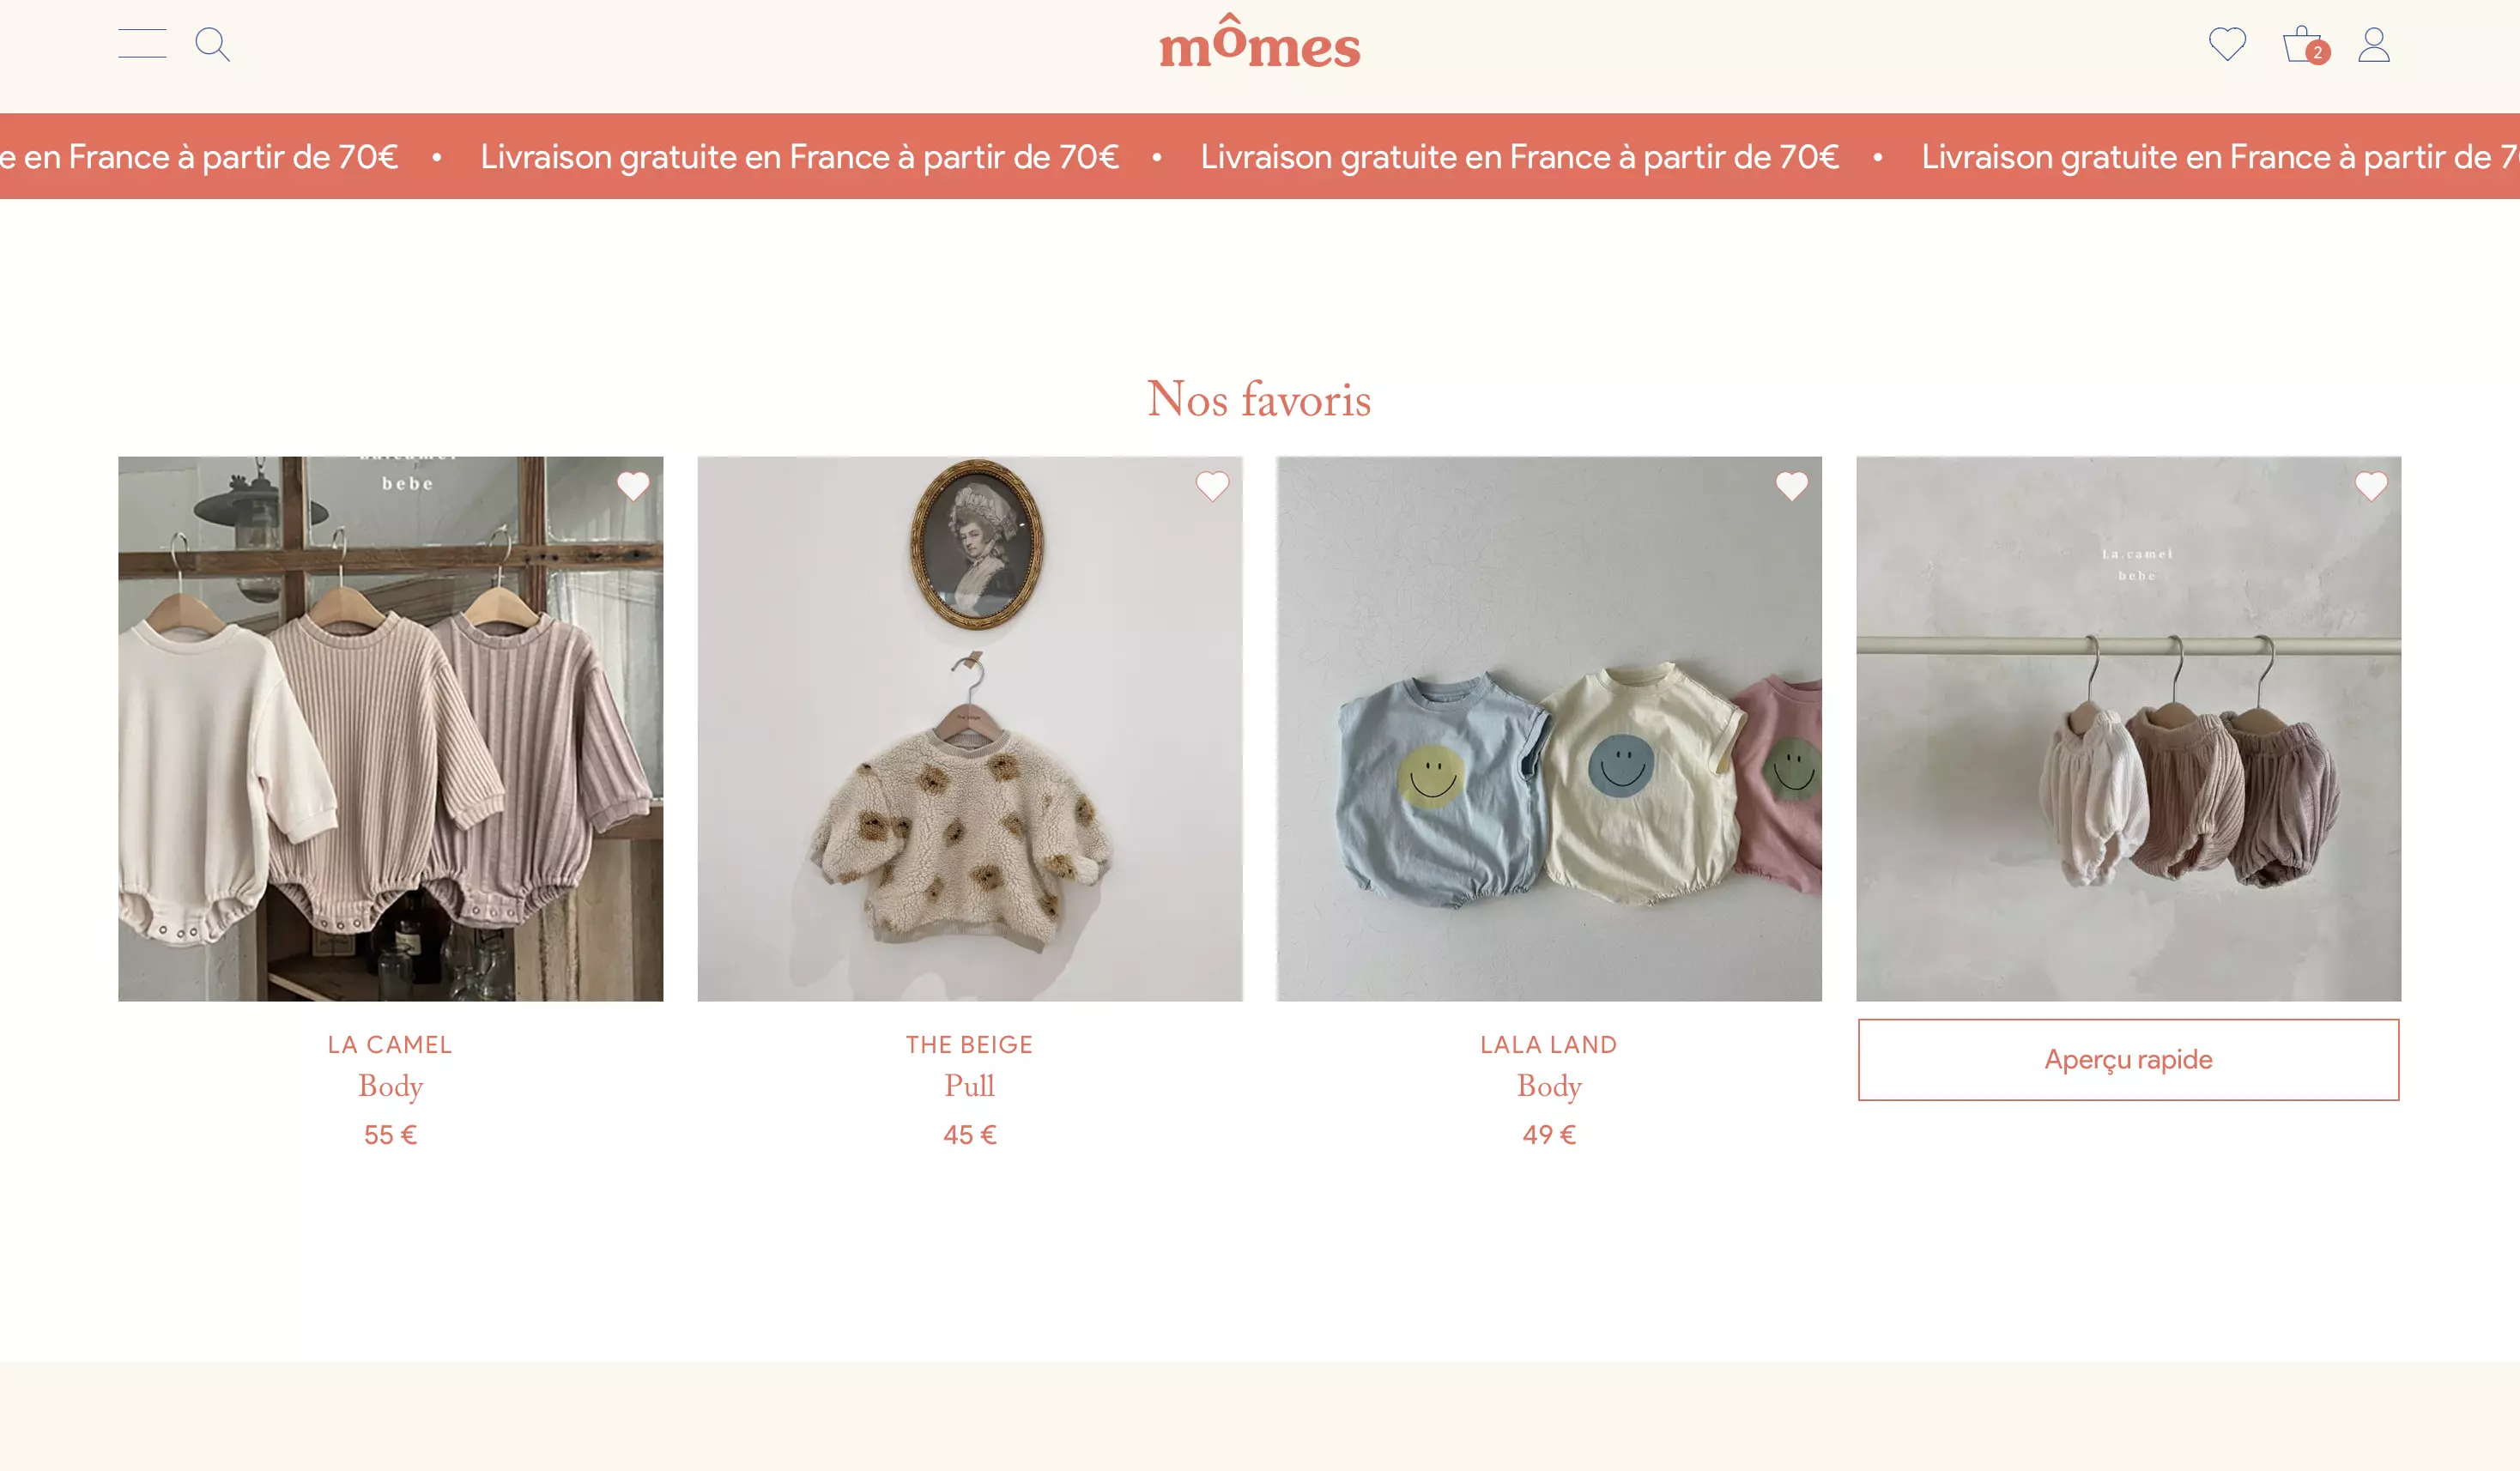 mômes
2
e en France à partir de 70€ • Livraison gratuite en France à partir de 70€ • Livraison gratuite en France à partir de 70€ • Livraison gratuite en France à partir de 7
Nos favoris
bebe
La.camel
bebe
LA CAMEL
Body
55 €
THE BEIGE
Pull
45 €
LALA LAND
Body
49 €
Aperçu rapide